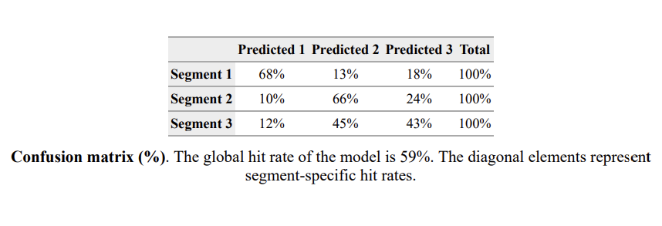 Predicted 1 Predicted 2 Predicted 3 Total
Segment 1 68% 13% 18% 100%
Segment 2 10% 66% 24% 100%
Segment 3 12% 45% 43% 100%
Confusion matrix (%). The global hit rate of the model is 59%. The diagonal elements represent
segment-specific hit rates.